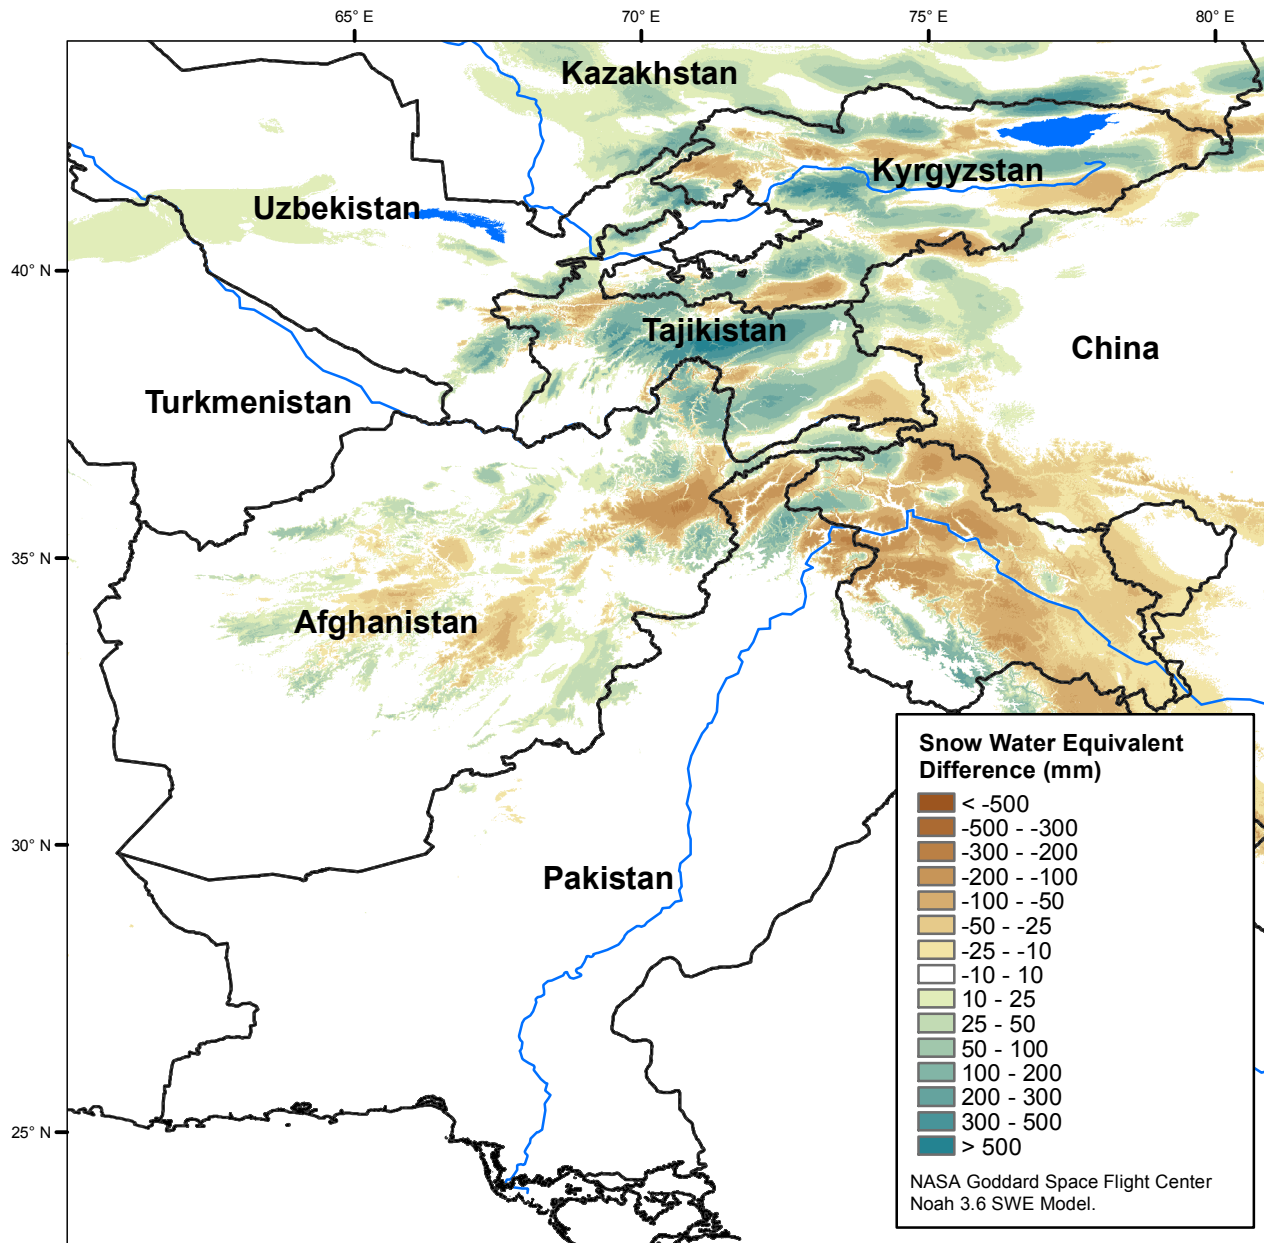 65° E
70° E
75° E
80° E
Kazakhstan
Kyrgyzstan
Uzbekistan
40° N
Tajikistan
China
Turkmenistan
35° N
Afghanistan
Snow Water Equivalent
Difference (mm)
< -500
-500 - -300
-300 - -200
-200 - -100
-100 - -50
-50 - -25
-25 - -10
-10 - 10
10 - 25
25 - 50
50 - 100
100 - 200
200 - 300
300 - 500
> 500
30° N
Pakistan
25° N
NASA Goddard Space Flight Center
Noah 3.6 SWE Model.